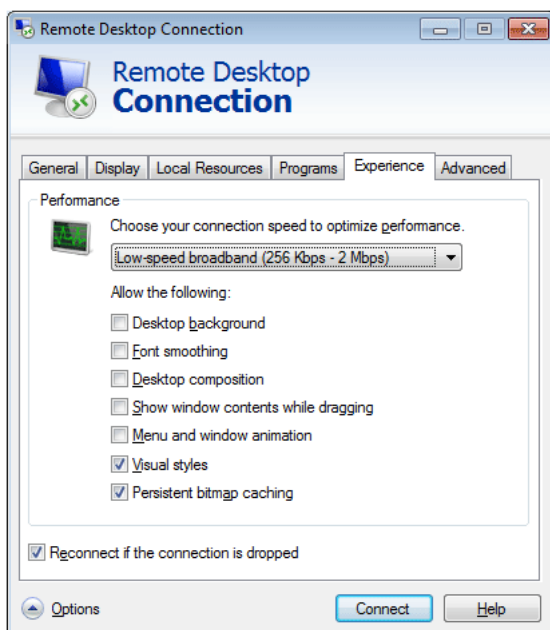 Remote Desktop Connection
Remote Desktop
Connection
General Display Local Resources Programs Experience Advanced
Performance
Choose your connection speed to optimize performance.
Low-speed broadband (256 Kbps - 2 Mbps)
Allow the following:
Desktop background
Font smoothing
Desktop composition
Show window contents while dragging
Menu and window animation
Visual styles
Persistent bitmap caching
Reconnect if the connection is dropped
Options Connect Help